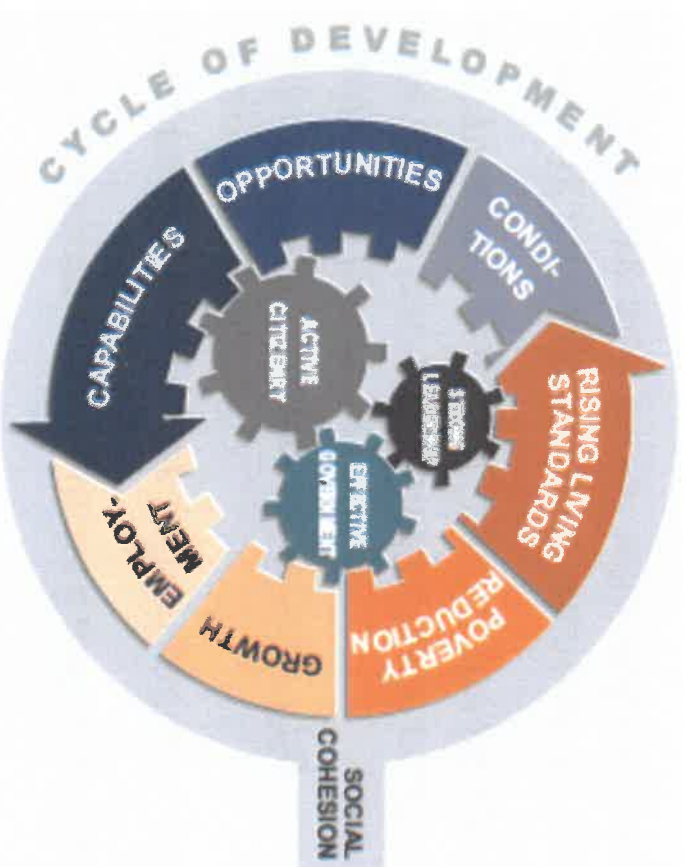 CYCLE OF DEVELOPMENT
OPPORTUNITIES
CONDI-
TIONS
CAPABILITIES
RISING LIVING
STANDARDS
ACTIVE
CITIZENRY
STRONG
LEADERSHIP
EFFECTIVE
GOVERNMENT
EMPLOY-
MENT
GROWTH
POVERTY
REDUCTION
SOCIAL
COHESION